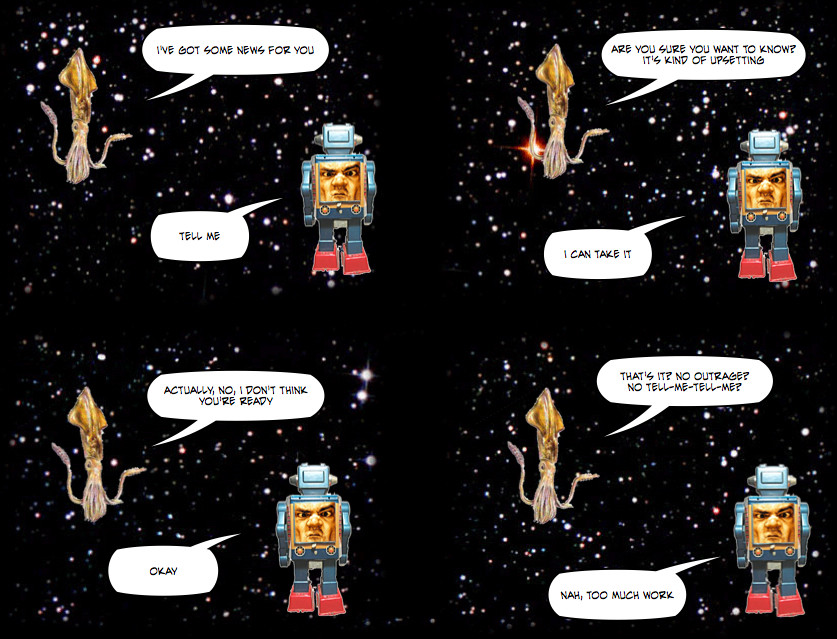 I'VE GOT SOME NEWS FOR YOU
TELL ME
ARE YOU SURE YOU WANT TO KNOW?
IT'S KIND OF UPSETTING
I CAN TAKE IT
ACTUALLY, NO, I DON'T THINK
YOU'RE READY
OKAY
THAT'S IT? NO OUTRAGE?
NO TELL-ME-TELL-ME?
NAH, TOO MUCH WORK